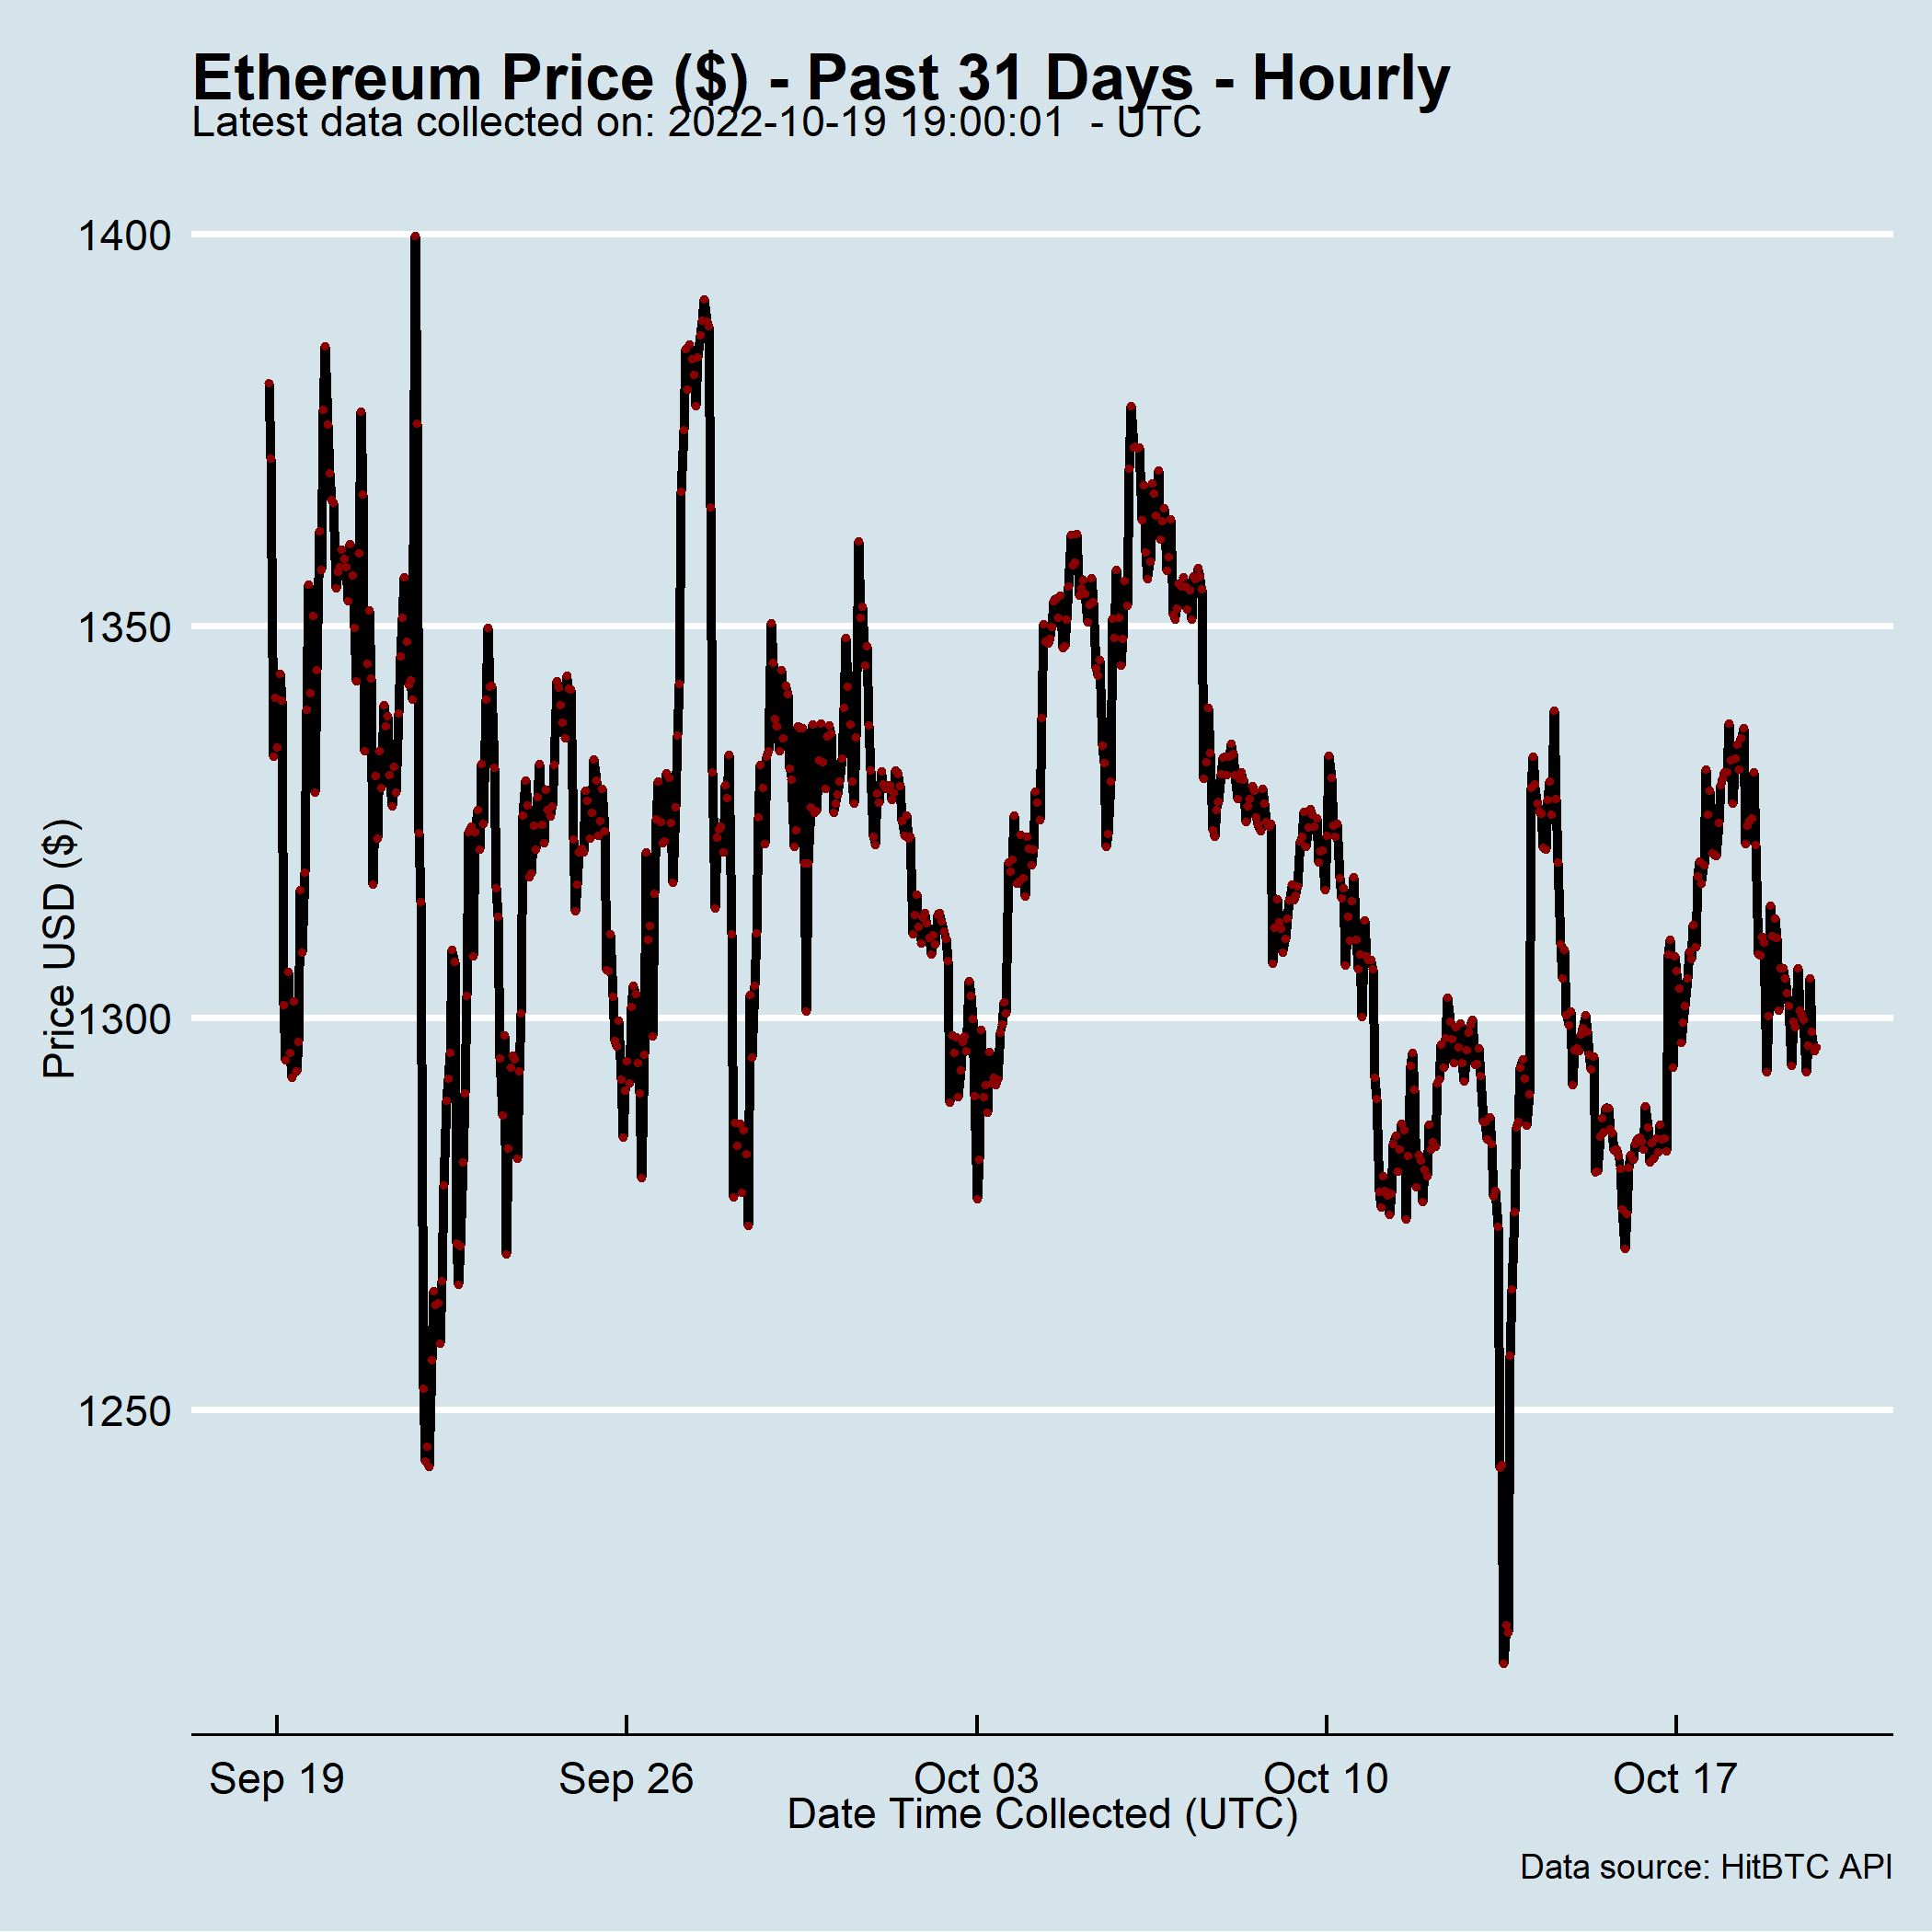 Ethereum Price ($) - Past 31 Days - Hourly
Latest data collected on: 2022-10-19 19:00:01  - UTC
1400
1350
1300
1250
Price USD ($)
Sep 19
Sep 26
Oct 03
Oct 10
Oct 17
Date Time Collected (UTC)
Data source: HitBTC API